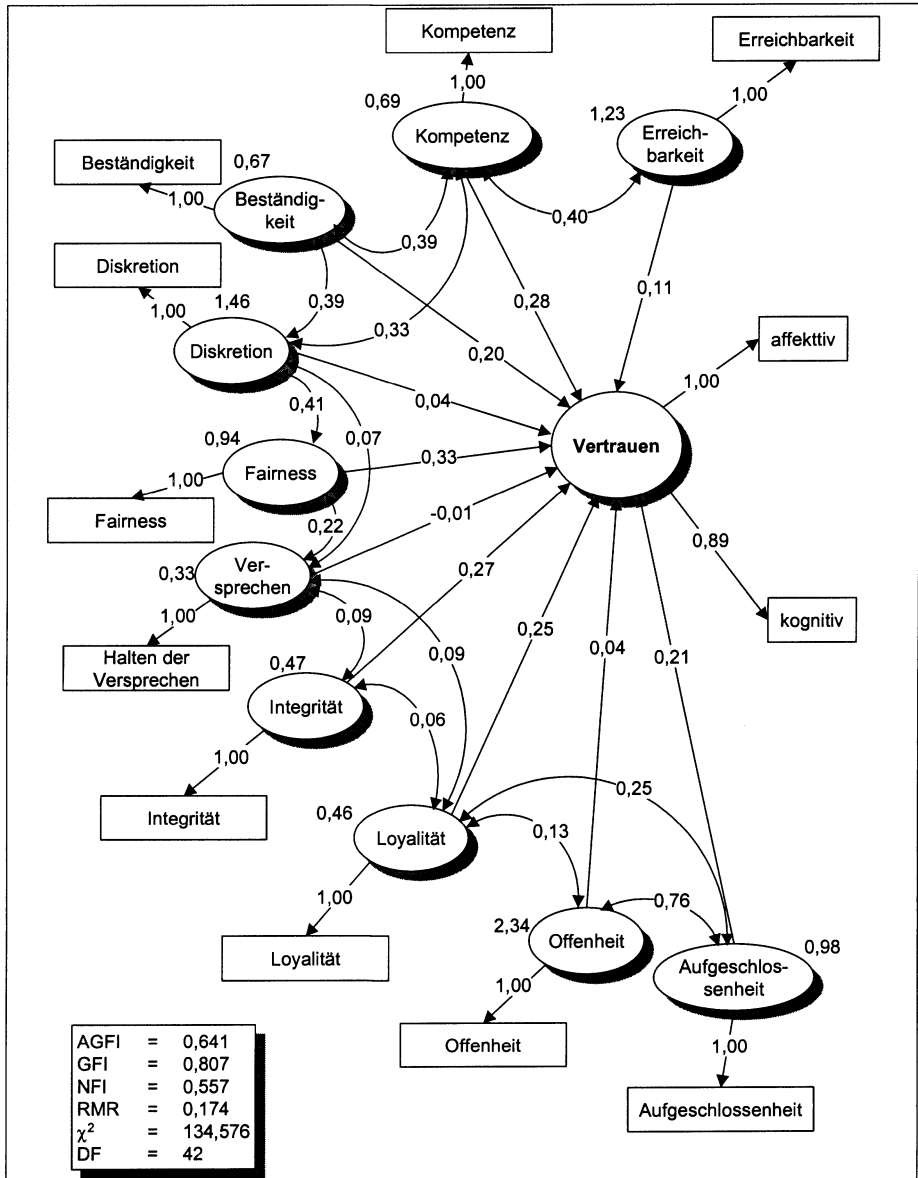 Kompetenz
Erreichbarkeit
1,00
1,00
0,69
1,23
Kompetenz
Erreich-
barkeit
Beständigkeit
0,67
1,00
Beständig-
keit
0,40
0,39
Diskretion
1,46
0,39
0,28
0,11
1,00
0,33
Diskretion
0,20
affekttiv
1,00
0,04
0,41
0,94
0,07
Vertrauen
Fairness
0,33
1,00
Fairness
-0,01
0,22
0,89
0,33
Ver-
sprechen
0,27
1,00
0,09
kognitiv
Halten der
Versprechen
0,09
0,25
0,04
0,21
0,47
Integrität
0,06
1,00
Integrität
0,25
0,46
Loyalität
0,13
1,00
0,76
2,34
Offenheit
0,98
Aufgeschlos-
senheit
Loyalität
1,00
Offenheit
1,00
Aufgeschlossenheit
AGFI = 0,641
GFI = 0,807
NFI = 0,557
RMR = 0,174
χ² = 134,576
DF = 42